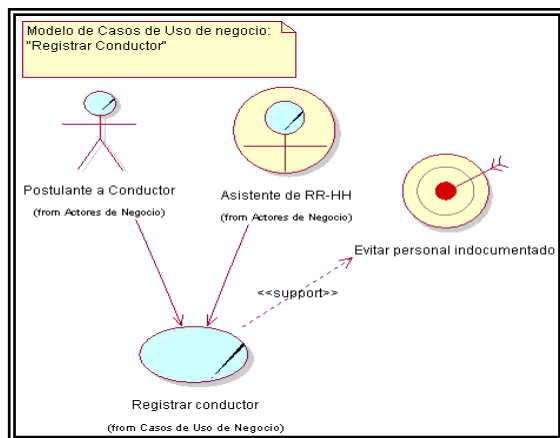 Modelo de Casos de Uso de negocio:
"Registrar Conductor"
Postulante a Conductor
(from Actores de Negocio)
Asistente de RR-HH
(from Actores de Negocio)
Evitar personal indocumentado
<<support>>
Registrar conductor
(from Casos de Uso de Negocio)